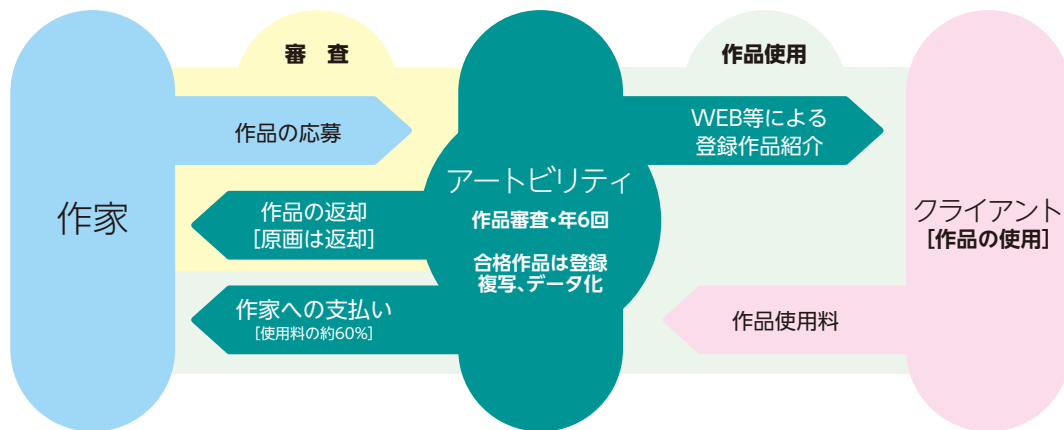 審 査
作品使用
作家
作品の応募
作品の返却
[原画は返却]
作家への支払い
[使用料の約60%]
アートビリティ
作品審査・年6回
合格作品は登録
複写、データ化
WEB等による
登録作品紹介
作品使用料
クライアント
[作品の使用]